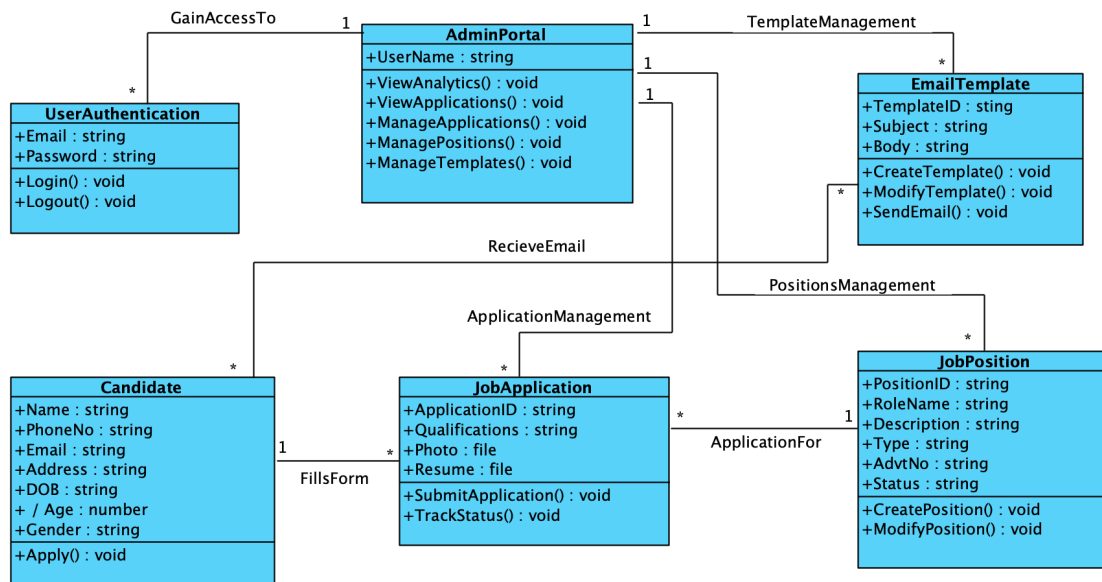 GainAccessTo
1
*
AdminPortal
+UserName : string
+ViewAnalytics() : void
+ViewApplications() : void
+ManageApplications() : void
+ManagePositions() : void
+ManageTemplates() : void
1
TemplateManagement
*
1
1
UserAuthentication
+Email : string
+Password : string
+Login() : void
+Logout() : void
EmailTemplate
+TemplateID : sting
+Subject : string
+Body : string
+CreateTemplate() : void
+ModifyTemplate() : void
+SendEmail() : void
*
RecieveEmail
*
PositionsManagement
*
ApplicationManagement
*
Candidate
+Name : string
+PhoneNo : string
+Email : string
+Address : string
+DOB : string
+ / Age : number
+Gender : string
+Apply() : void
1
FillsForm
*
JobApplication
+ApplicationID : string
+Qualifications : string
+Photo : file
+Resume : file
+SubmitApplication() : void
+TrackStatus() : void
*
ApplicationFor
1
JobPosition
+PositionID : string
+RoleName : string
+Description : string
+Type : string
+AdvtNo : string
+Status : string
+CreatePosition() : void
+ModifyPosition() : void